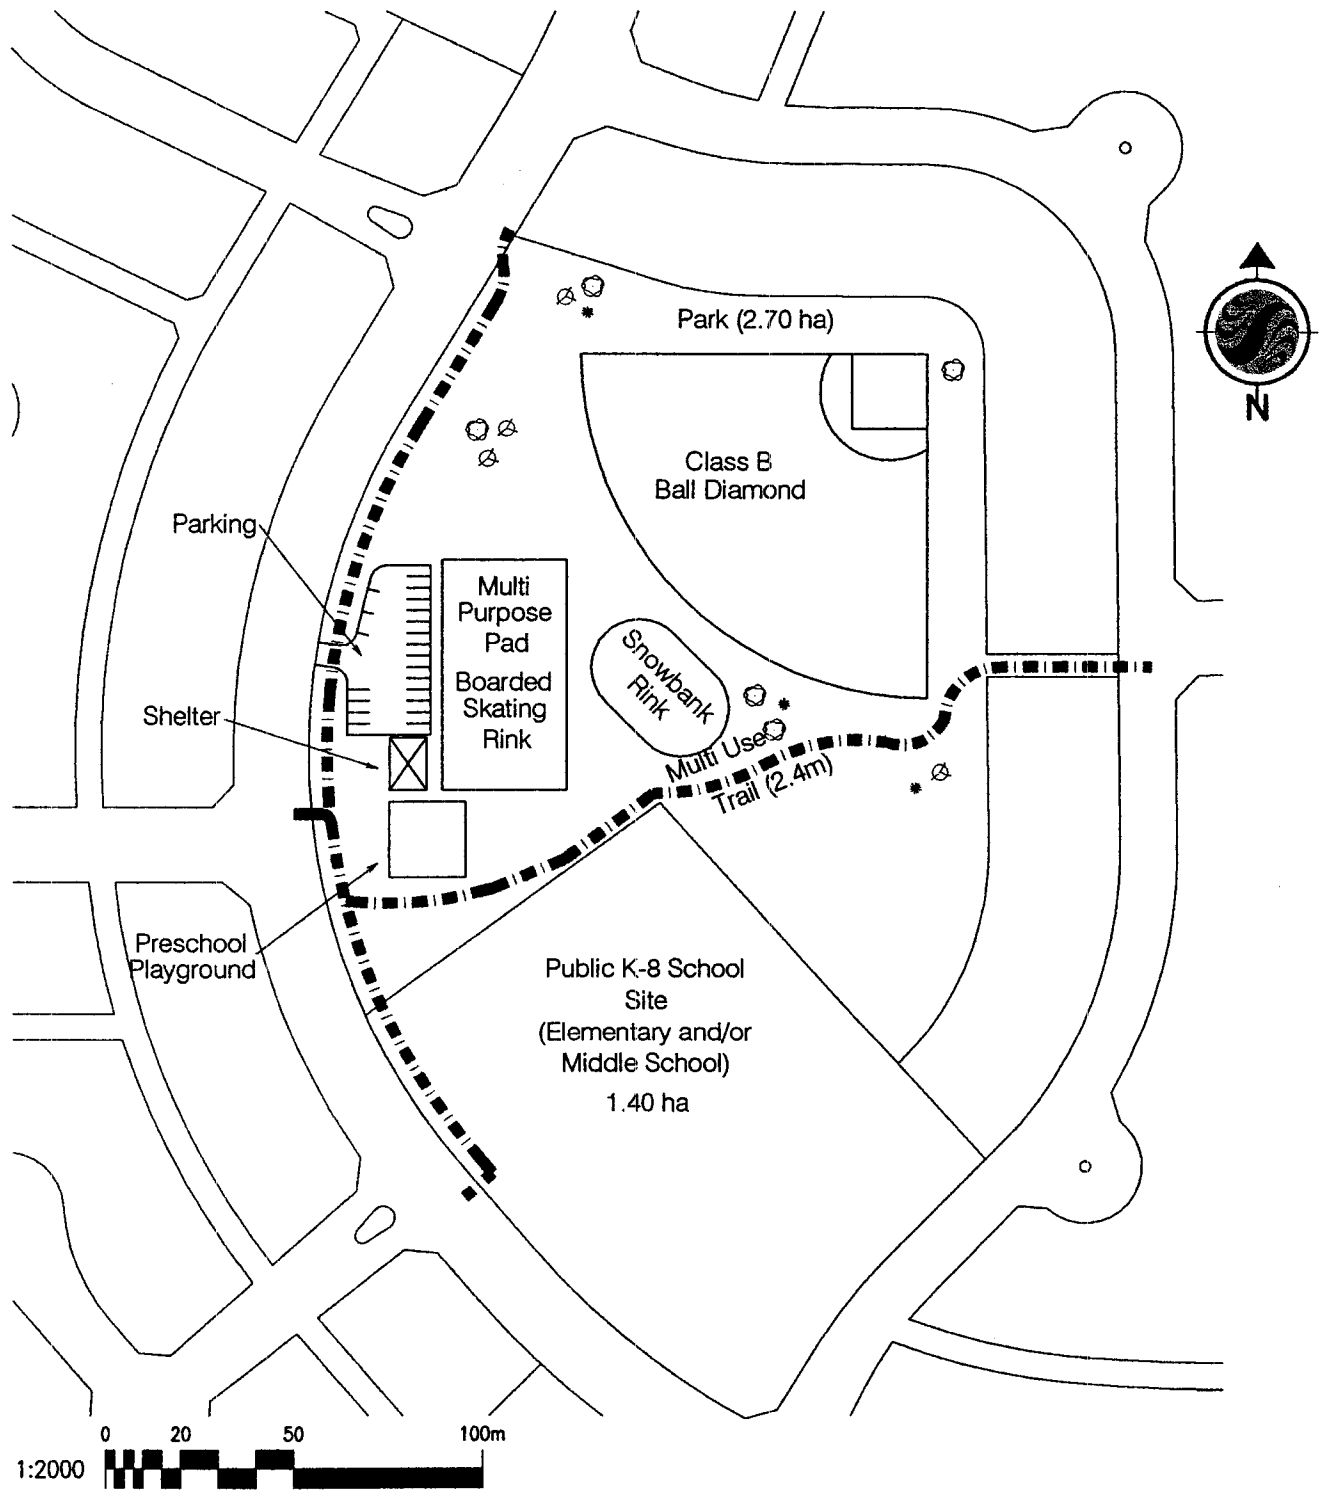 Park (2.70 ha)
N
Class B
Ball Diamond
Parking
Multi
Purpose
Pad
Boarded
Skating
Rink
Snowbank
Rink
Shelter
Multi Use
Trail (2.4m)
Preschool
Playground
Public K-8 School
Site
(Elementary and/or
Middle School)
1.40 ha
0 20 50 100m
1:2000